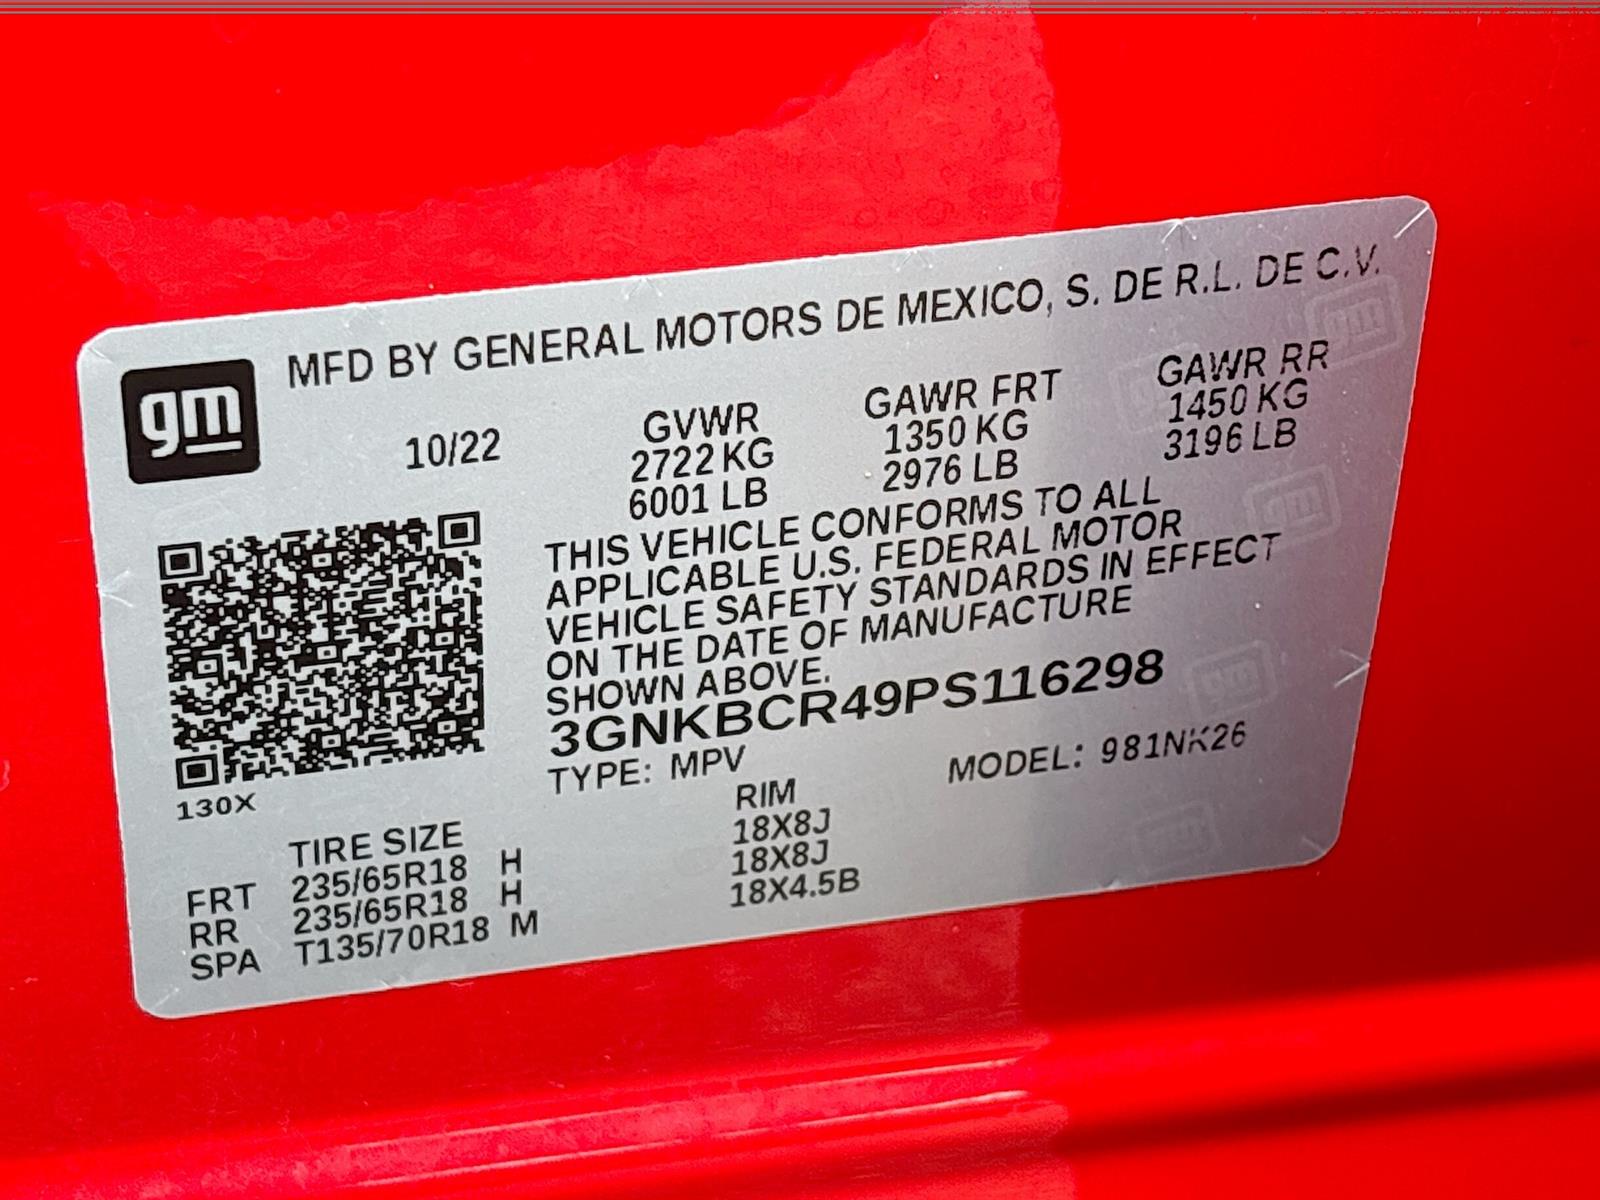 MFD BY GENERAL MOTORS DE MEXICO, S. DE R.L. DE C.V.
gm
10/22
GVWR GAWR FRT GAWR RR
2722 KG 1350 KG 1450 KG
6001 LB 2976 LB 3196 LB
THIS VEHICLE CONFORMS TO ALL
APPLICABLE U.S. FEDERAL MOTOR
VEHICLE SAFETY STANDARDS IN EFFECT
ON THE DATE OF MANUFACTURE
SHOWN ABOVE.
3GNKBCR49PS116298
TYPE: MPV MODEL: 981NK26
130X
TIRE SIZE RIM
FRT 235/65R18 H 18X8J
RR 235/65R18 H 18X8J
SPA T135/70R18 M 18X4.5B